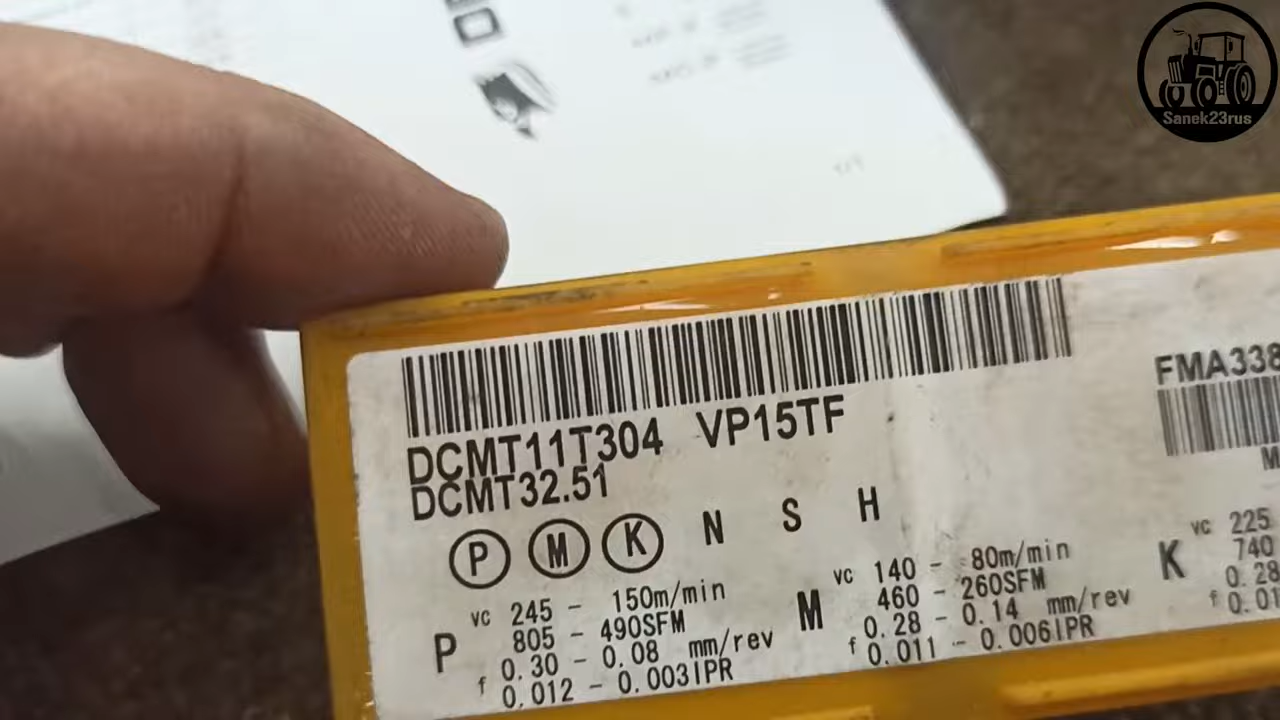 Sanek23rus
DCMT11T304 VP15TF
DCMT32.51
P M K N S H
P
vc 245 - 150m/min
805 - 490SFM
f 0.30 - 0.08 mm/rev
0.012 - 0.003IPR
M
vc 140 - 80m/min
460 - 260SFM
f 0.28 - 0.14 mm/rev
0.011 - 0.006IPR
FMA338
K
vc 225
740
f 0.28
0.01